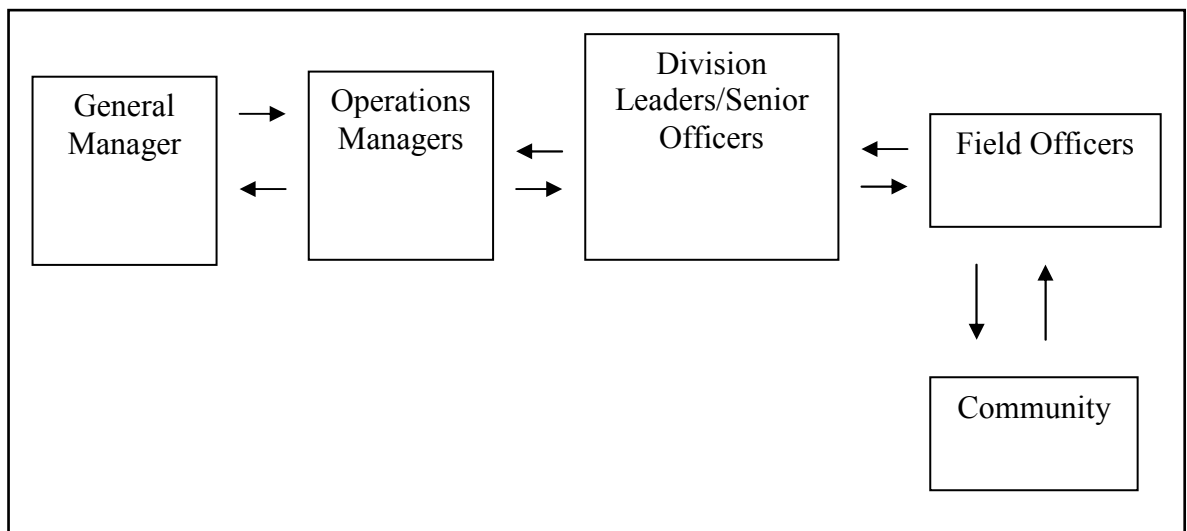 General
Manager
Operations
Managers
Division
Leaders/Senior
Officers
Field Officers
Community